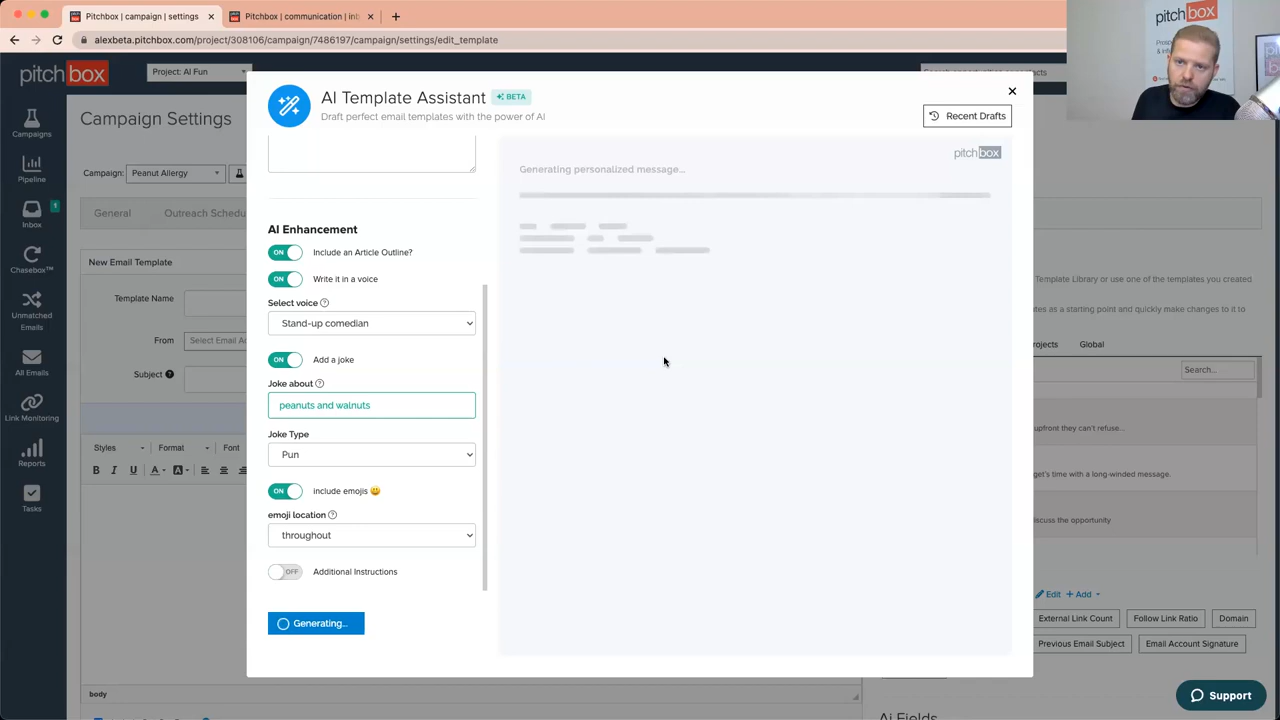 Pitchbox | campaign | settings
Pitchbox | communication | inb
alexbeta.pitchbox.com/project/308106/campaign/7486197/campaign/settings/edit_template
pitchbox
Project: AI Fun
pitchbox
Campaigns
Pipeline
Inbox
1
Chasebox™
Unmatched
Emails
All Emails
Link Monitoring
Reports
Tasks
Campaign Settings
Campaign:
Peanut Allergy
General
Outreach Schedu
New Email Template
Template Name
From
Select Email Ac
Subject
Styles
Format
Font
B I U A A
body
AI Template Assistant
BETA
Draft perfect email templates with the power of AI
Recent Drafts
AI Enhancement
ON Include an Article Outline?
ON Write it in a voice
Select voice
Stand-up comedian
ON Add a joke
Joke about
peanuts and walnuts
Joke Type
Pun
ON include emojis 😃
emoji location
throughout
OFF Additional Instructions
Generating...
pitchbox
Generating personalized message...
Template Library or use one of the templates you created.
as a starting point and quickly make changes to it to
rojects
Global
Search...
upfront they can't refuse...
get's time with a long-winded message.
iscuss the opportunity
Edit
+ Add
External Link Count
Follow Link Ratio
Domain
Previous Email Subject
Email Account Signature
Ai Fields
Support